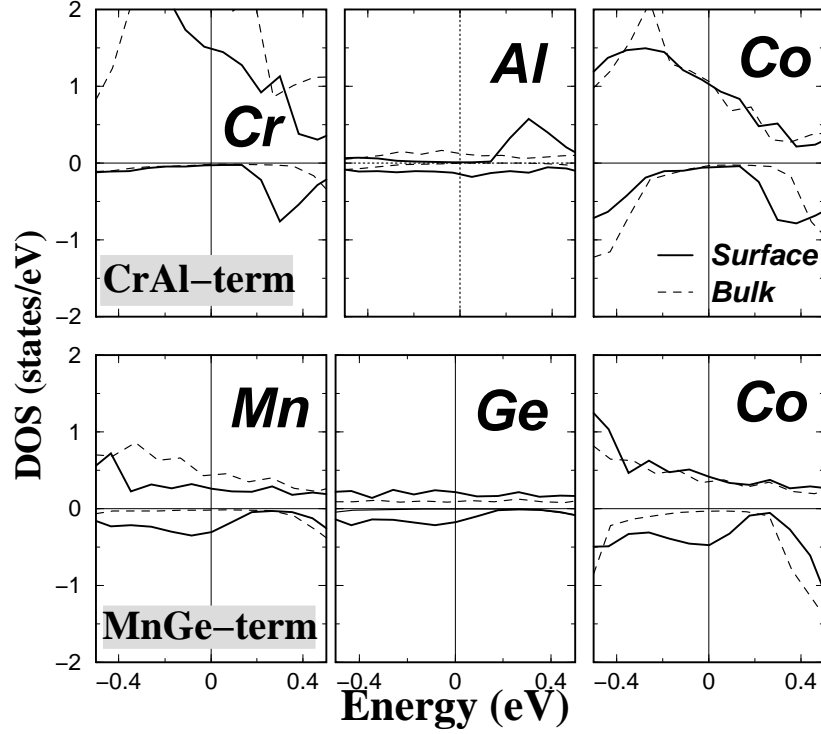 2
1
0
−1
−2
Cr
Al
Co
CrAl−term
Surface
Bulk
DOS (states/eV)
2
1
0
−1
−2
Mn
Ge
Co
MnGe−term
−0.4 0 0.4
−0.4 0 0.4
−0.4 0 0.4
Energy (eV)